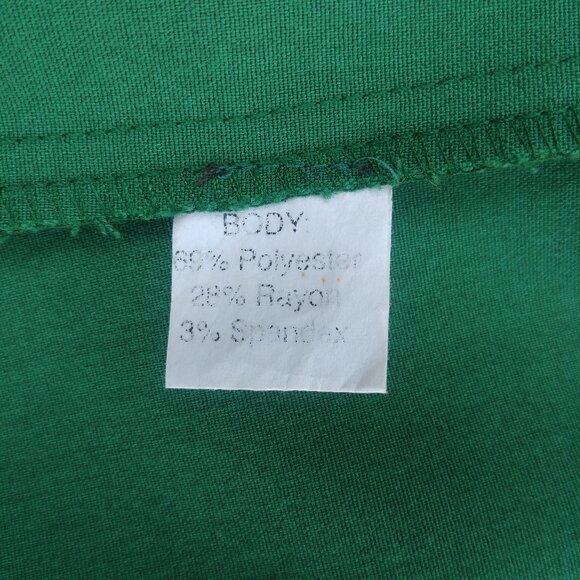 BODY:
69% Polyester
28% Rayon
3% Spandex